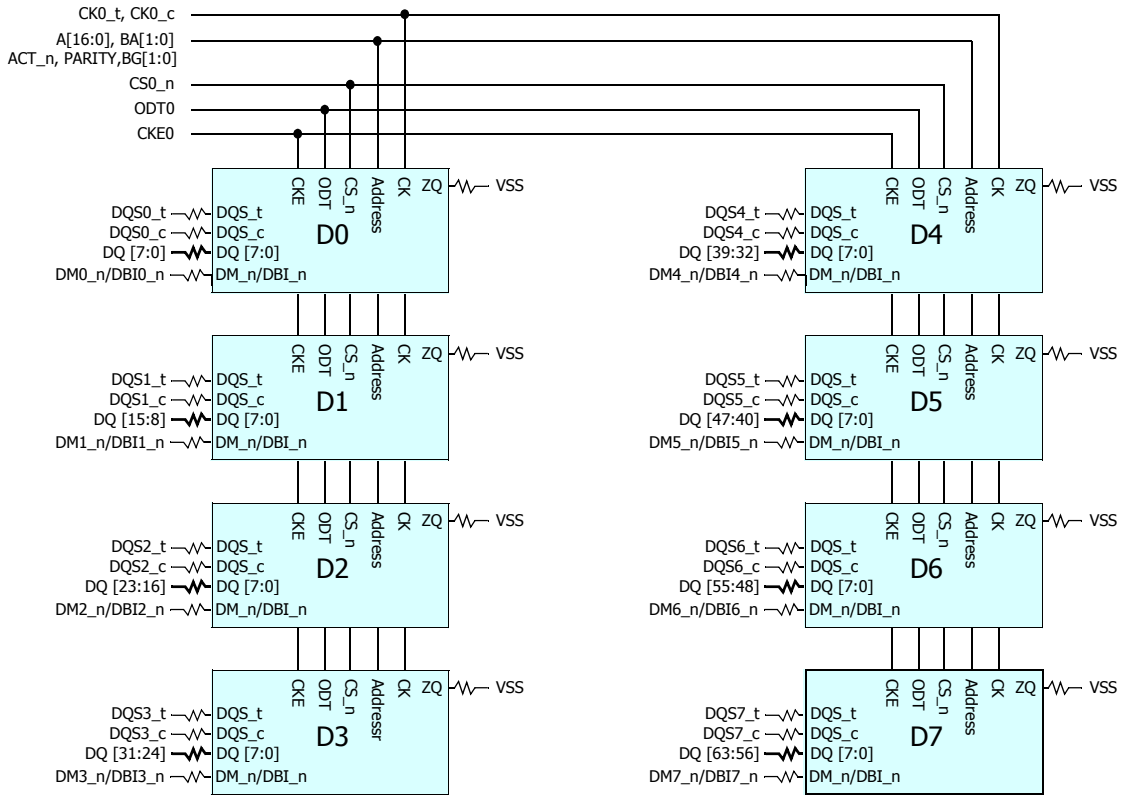 CK0_t, CK0_c
A[16:0], BA[1:0]
ACT_n, PARITY,BG[1:0]
CS0_n
ODT0
CKE0
CKE ODT CS_n Address CK ZQ VSS
DQS0_t DQS_t
DQS0_c DQS_c
D0
DQ [7:0] DQ [7:0]
DM0_n/DBI0_n DM_n/DBI_n
CKE ODT CS_n Address CK ZQ VSS
DQS4_t DQS_t
DQS4_c DQS_c
D4
DQ [39:32] DQ [7:0]
DM4_n/DBI4_n DM_n/DBI_n
CKE ODT CS_n Address CK ZQ VSS
DQS1_t DQS_t
DQS1_c DQS_c
D1
DQ [15:8] DQ [7:0]
DM1_n/DBI1_n DM_n/DBI_n
CKE ODT CS_n Address CK ZQ VSS
DQS5_t DQS_t
DQS5_c DQS_c
D5
DQ [47:40] DQ [7:0]
DM5_n/DBI5_n DM_n/DBI_n
CKE ODT CS_n Address CK ZQ VSS
DQS2_t DQS_t
DQS2_c DQS_c
D2
DQ [23:16] DQ [7:0]
DM2_n/DBI2_n DM_n/DBI_n
CKE ODT CS_n Address CK ZQ VSS
DQS6_t DQS_t
DQS6_c DQS_c
D6
DQ [55:48] DQ [7:0]
DM6_n/DBI6_n DM_n/DBI_n
CKE ODT CS_n Addressr CK ZQ VSS
DQS3_t DQS_t
DQS3_c DQS_c
D3
DQ [31:24] DQ [7:0]
DM3_n/DBI3_n DM_n/DBI_n
CKE ODT CS_n Address CK ZQ VSS
DQS7_t DQS_t
DQS7_c DQS_c
D7
DQ [63:56] DQ [7:0]
DM7_n/DBI7_n DM_n/DBI_n